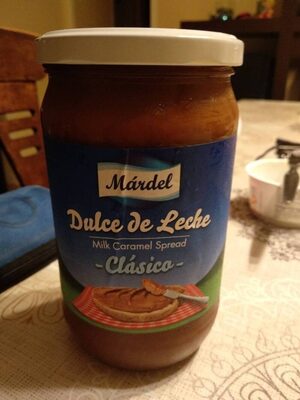 Márdel
Dulce de Leche
Milk Caramel Spread
-Clásico-